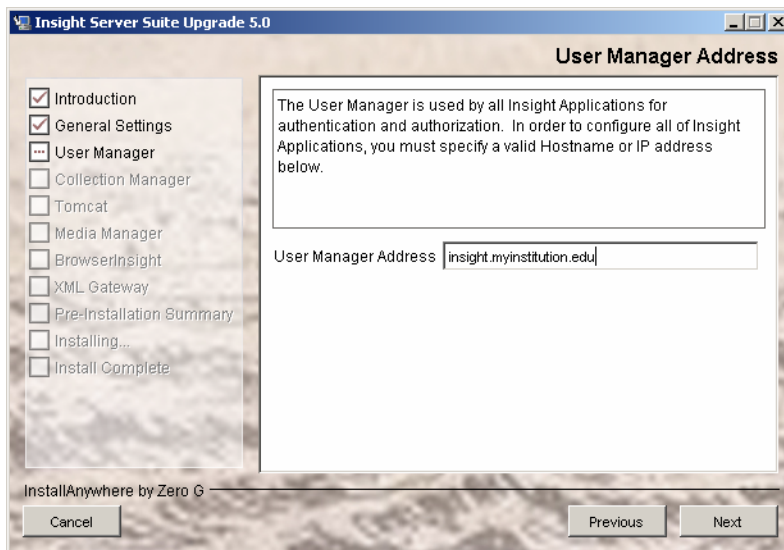 Insight Server Suite Upgrade 5.0
User Manager Address
Introduction
General Settings
User Manager
Collection Manager
Tomcat
Media Manager
BrowserInsight
XML Gateway
Pre-Installation Summary
Installing...
Install Complete
The User Manager is used by all Insight Applications for
authentication and authorization.  In order to configure all of Insight
Applications, you must specify a valid Hostname or IP address
below.
User Manager Address insight.myinstitution.edu
InstallAnywhere by Zero G
Cancel Previous Next